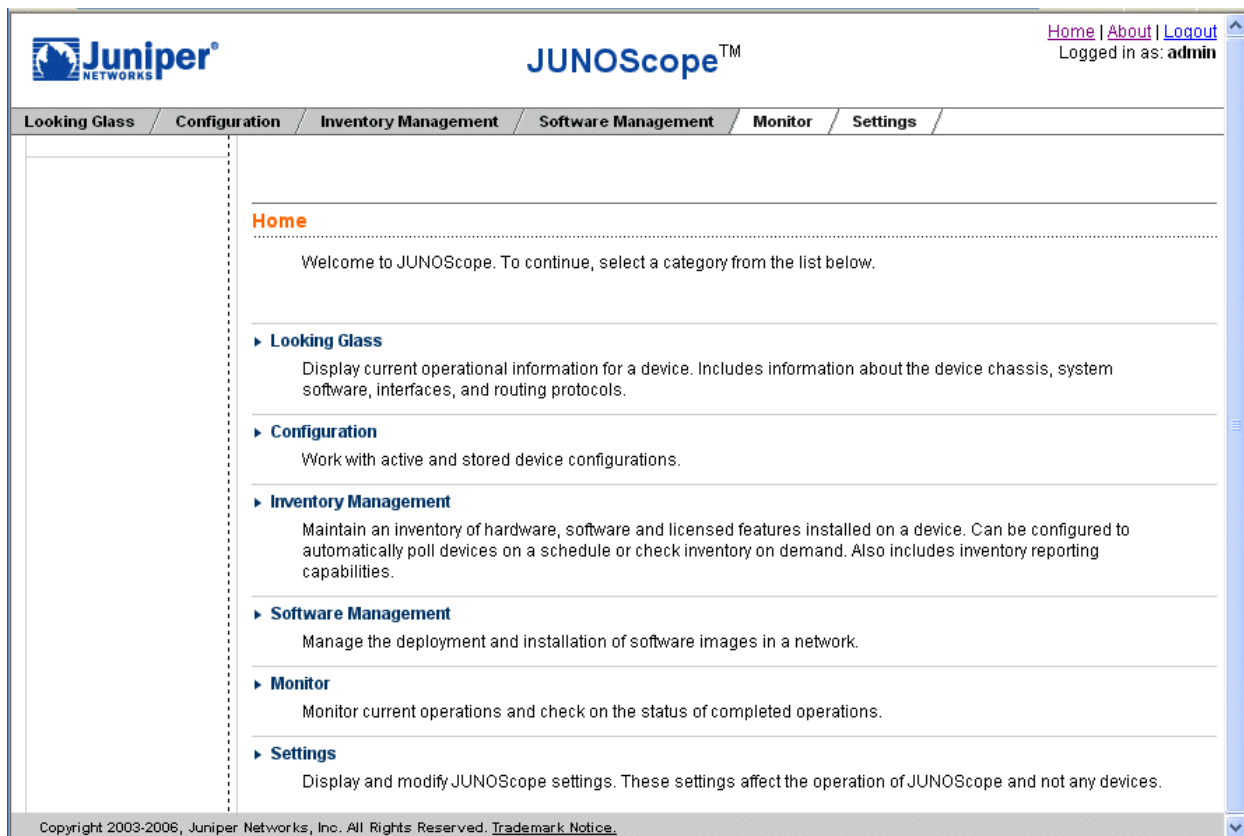 Juniper®
NETWORKS
JUNOScope™
Home | About | Logout
Logged in as: admin
Looking Glass / Configuration / Inventory Management / Software Management / Monitor / Settings /
Home
Welcome to JUNOScope. To continue, select a category from the list below.
Looking Glass
Display current operational information for a device. Includes information about the device chassis, system
software, interfaces, and routing protocols.
Configuration
Work with active and stored device configurations.
Inventory Management
Maintain an inventory of hardware, software and licensed features installed on a device. Can be configured to
automatically poll devices on a schedule or check inventory on demand. Also includes inventory reporting
capabilities.
Software Management
Manage the deployment and installation of software images in a network.
Monitor
Monitor current operations and check on the status of completed operations.
Settings
Display and modify JUNOScope settings. These settings affect the operation of JUNOScope and not any devices.
Copyright 2003-2006, Juniper Networks, Inc. All Rights Reserved. Trademark Notice.